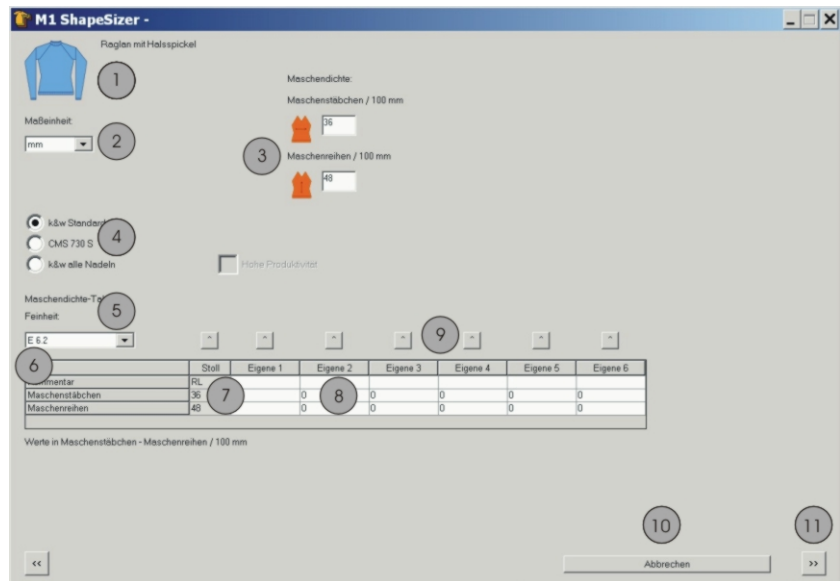 M1 ShapeSizer -
Raglan mit Halsspickel
1
Maschendichte:
Maschenstäbchen / 100 mm
36
Maßeinheit:
mm
2
3
Maschenreihen / 100 mm
48
k&w Standard
CMS 730 S
4
k&w alle Nadeln
Hohe Produktivität
Maschendichte-
5
Feinheit:
E 6.2
^ ^ ^ ^ 9 ^ ^ ^
6
Stoll Eigene 1 Eigene 2 Eigene 3 Eigene 4 Eigene 5 Eigene 6
RL
Maschenstäbchen 36 7 0 8 0 0 0 0
Maschenreihen 48 0 0 0 0 0
Werte in Maschenstäbchen - Maschenreihen / 100 mm
10
11
<<
Abbrechen
>>